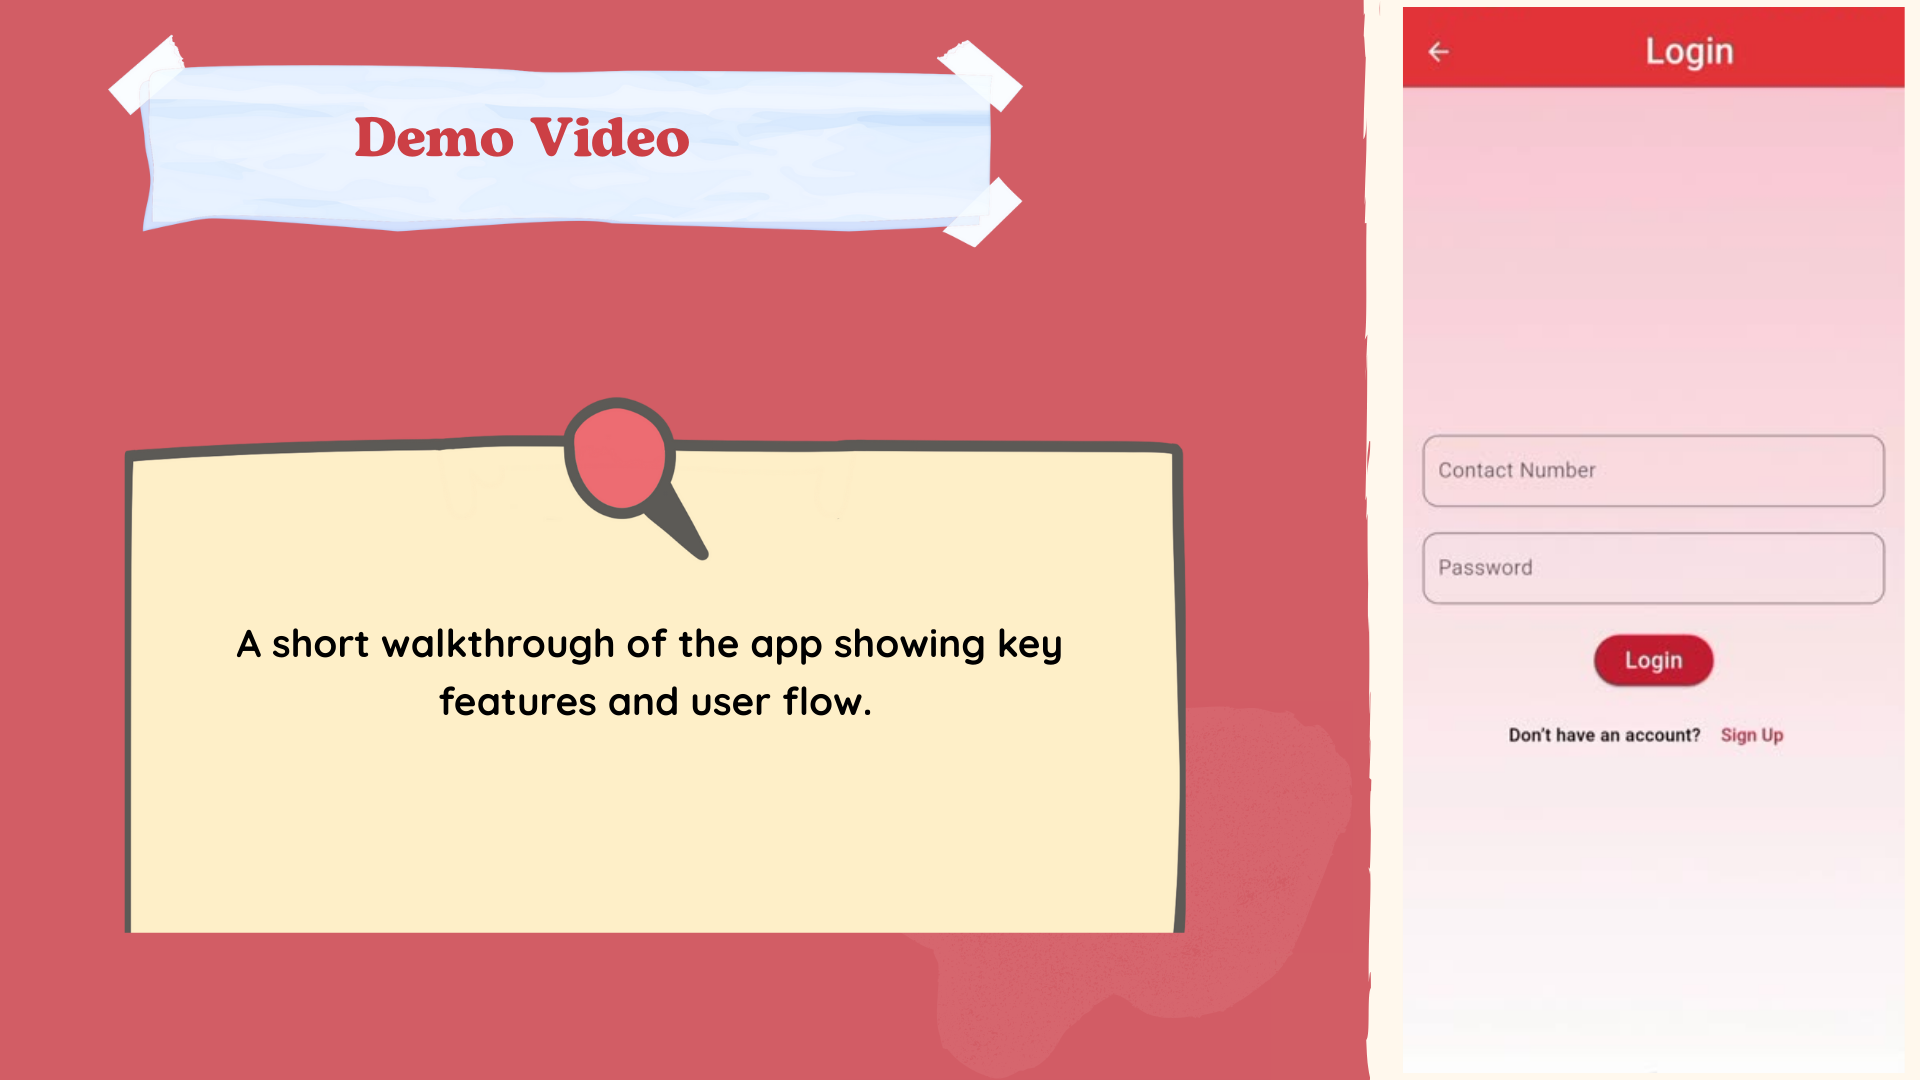 Demo Video
A short walkthrough of the app showing key
features and user flow.
Login
Contact Number
Password
Login
Don't have an account? Sign Up